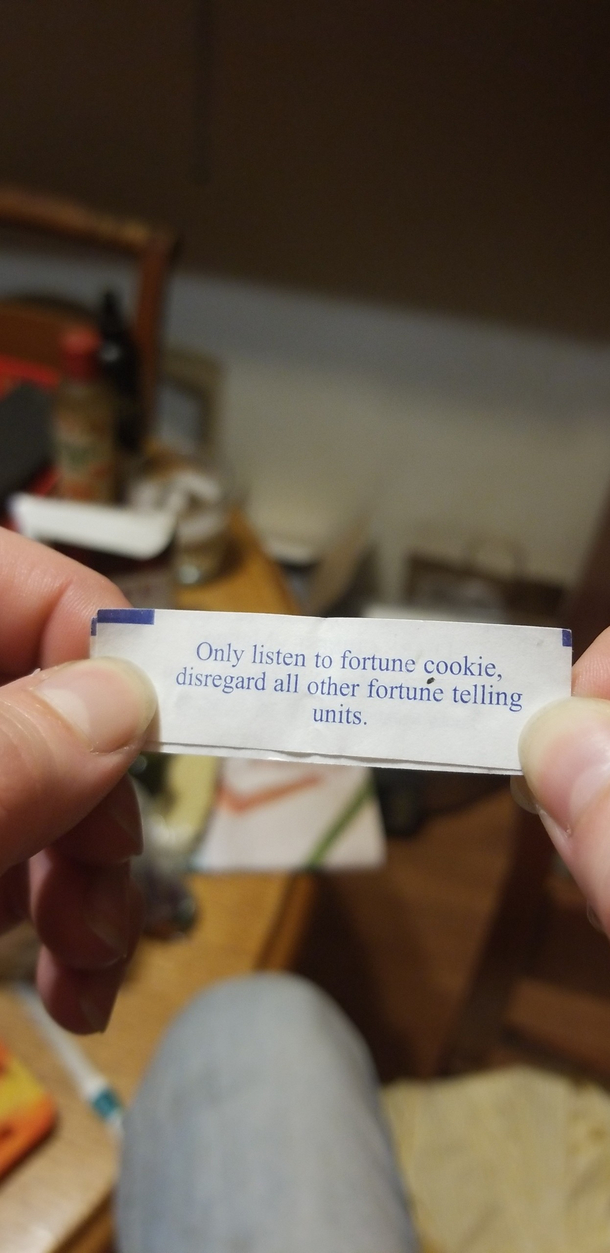 Only listen to fortune cookie,
disregard all other fortune telling
units.